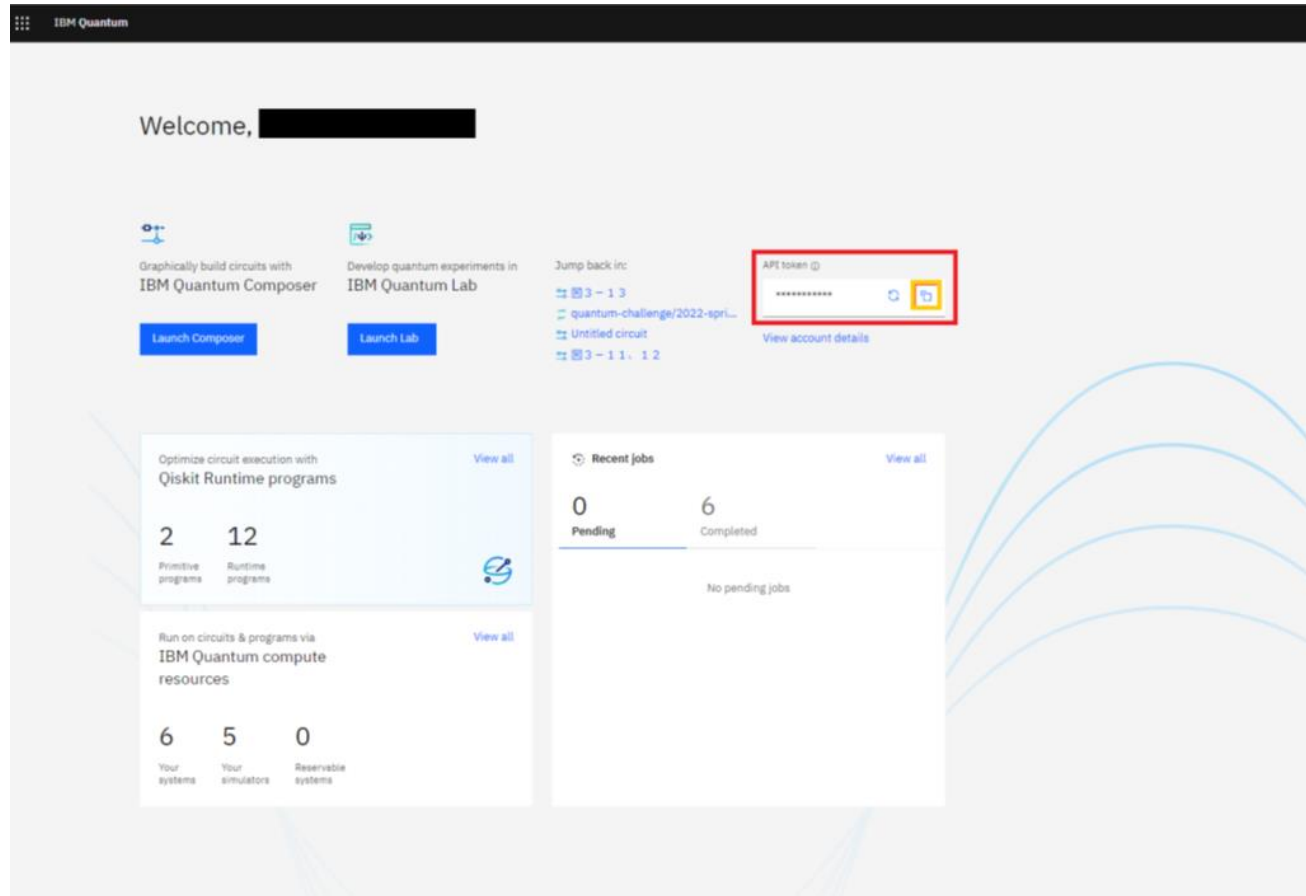 IBM Quantum
Welcome,
Graphically build circuits with
IBM Quantum Composer
Launch Composer
Develop quantum experiments in
IBM Quantum Lab
Launch Lab
Jump back in:
図3-13
quantum-challenge/2022-spri...
Untitled circuit
図3-11、12
API token
***********
View account details
Optimize circuit execution with
Qiskit Runtime programs
View all
2
Primitive
programs
12
Runtime
programs
Recent jobs
View all
0
Pending
6
Completed
No pending jobs
Run on circuits & programs via
IBM Quantum compute
resources
View all
6
Your
systems
5
Your
simulators
0
Reservable
systems